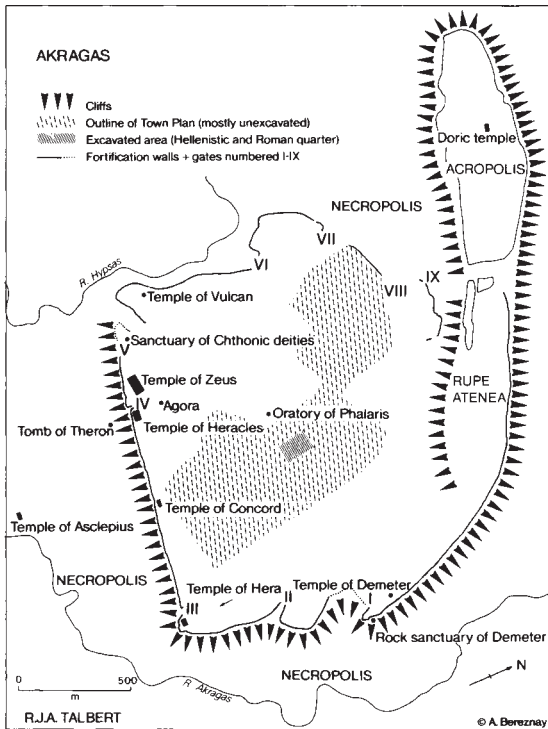 AKRAGAS
Cliffs
Outline of Town Plan (mostly unexcavated)
Excavated area (Hellenistic and Roman quarter)
Fortification walls + gates numbered I-IX
Doric temple
ACROPOLIS
NECROPOLIS
VII
R. Hypsas
VI
IX
VIII
Temple of Vulcan
V
Sanctuary of Chthonic deities
Temple of Zeus
RUPE
ATENEA
IV
Agora
Oratory of Phalaris
Tomb of Theron
Temple of Heracles
Temple of Concord
Temple of Asclepius
NECROPOLIS
Temple of Hera
II
Temple of Demeter
I
III
Rock sanctuary of Demeter
NECROPOLIS
N
0 500
m
R. Akragas
R.J.A. TALBERT
© A. Bereznay